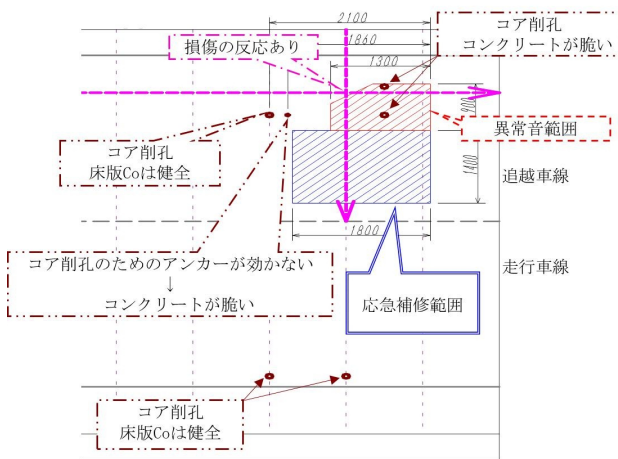 2100
1860
1300
損傷の反応あり
コア削孔
コンクリートが脆い
900
異常音範囲
コア削孔
床版Coは健全
1400
追越車線
1800
コア削孔のためのアンカーが効かない
↓
コンクリートが脆い
走行車線
応急補修範囲
コア削孔
床版Coは健全